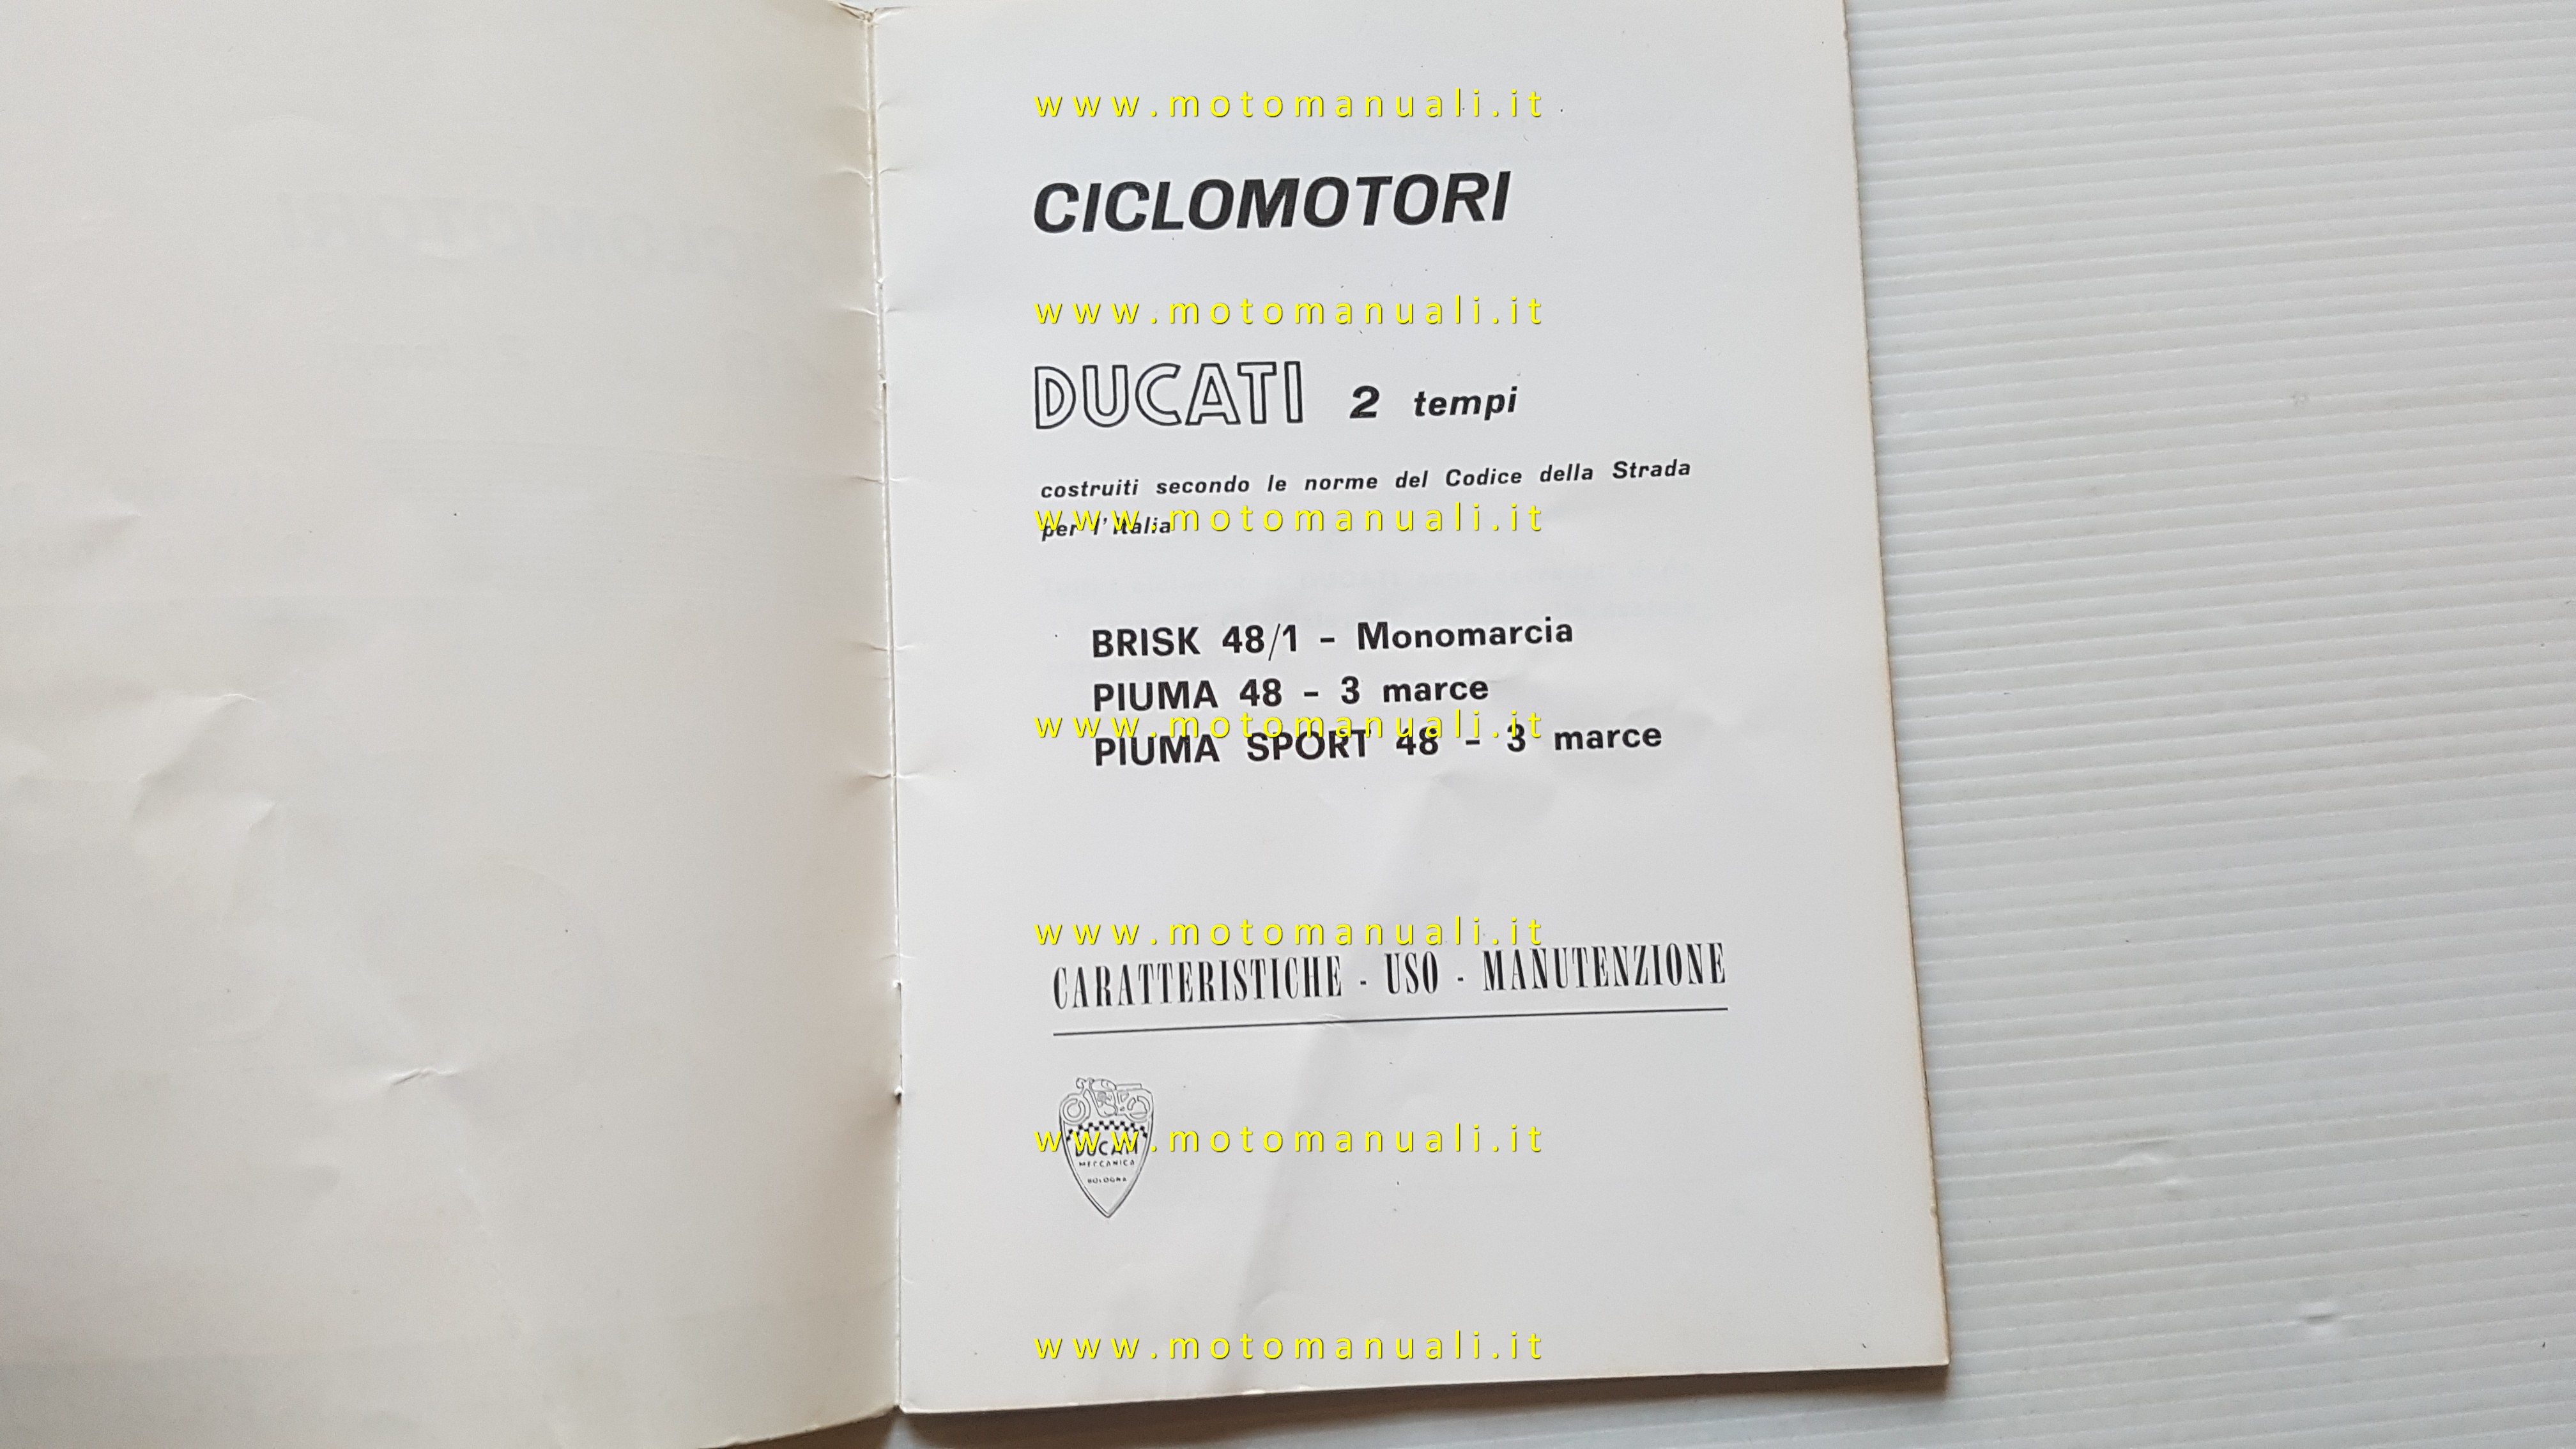 www.motomanuali.it
CICLOMOTORI
www.motomanuali.it
DUCATI 2 tempi
costruiti secondo le norme del Codice della Strada
per l'Italia
www.motomanuali.it
BRISK 48/1 - Monomarcia
PIUMA 48 - 3 marce
www.motomanuali.it
PIUMA SPORT 48 - 3 marce
www.motomanuali.it
CARATTERISTICHE - USO - MANUTENZIONE
www.motomanuali.it
DUCATI
MECCANICA
BOLOGNA
www.motomanuali.it